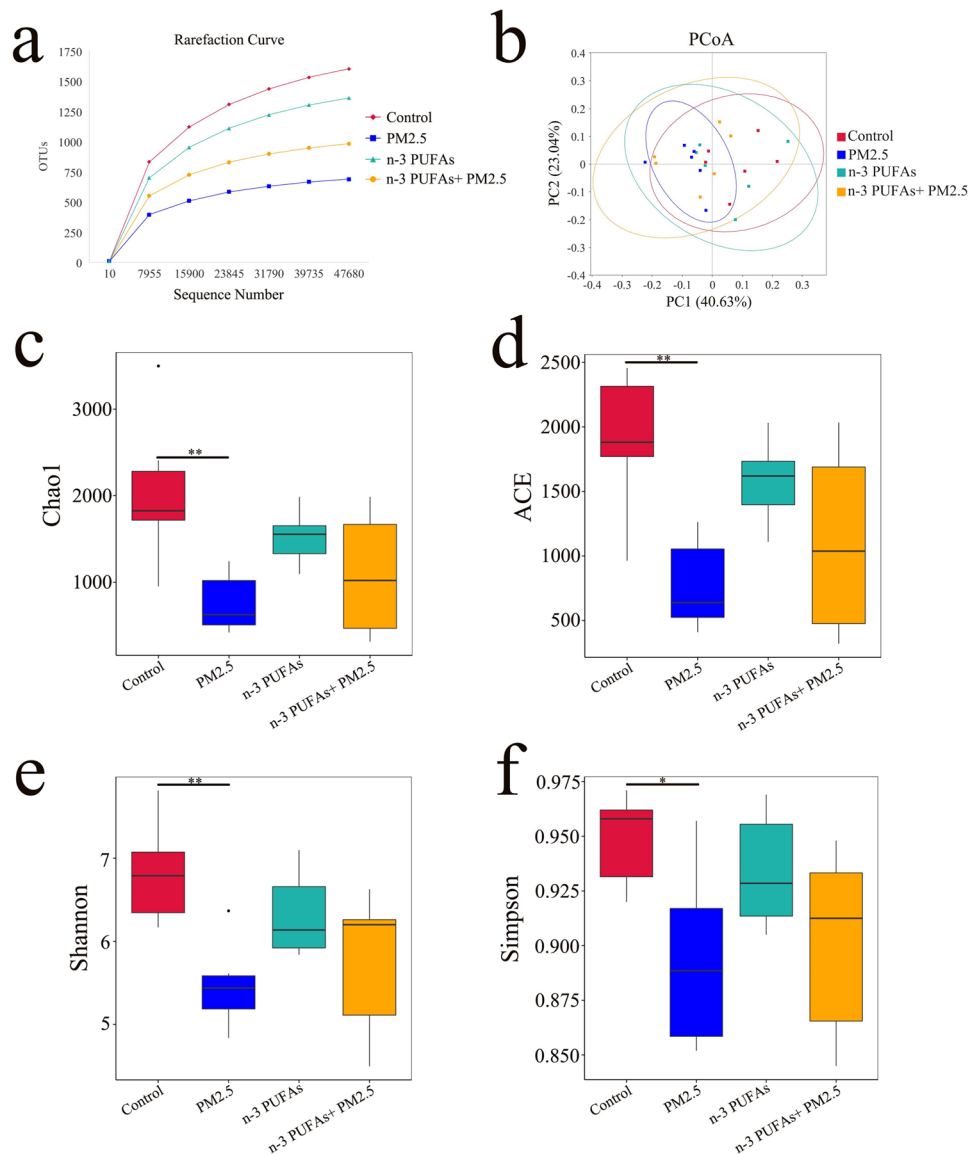 a
Rarefaction Curve
1750
1500
1250
1000
750
500
250
0
OTUs
10 7955 15900 23845 31790 39735 47680
Sequence Number
Control
PM2.5
n-3 PUFAs
n-3 PUFAs+ PM2.5
b
PCoA
0.4
0.3
0.2
0.1
0
-0.1
-0.2
-0.3
-0.4
PC2 (23.04%)
-0.4 -0.3 -0.2 -0.1 0 0.1 0.2 0.3 0.4
PC1 (40.63%)
Control
PM2.5
n-3 PUFAs
n-3 PUFAs+ PM2.5
c
3000
2000
1000
Chao1
**
Control
PM2.5
n-3 PUFAs
n-3 PUFAs+ PM2.5
d
2500
2000
1500
1000
500
ACE
**
Control
PM2.5
n-3 PUFAs
n-3 PUFAs+ PM2.5
e
7
6
5
Shannon
**
Control
PM2.5
n-3 PUFAs
n-3 PUFAs+ PM2.5
f
0.975
0.950
0.925
0.900
0.875
0.850
Simpson
*
Control
PM2.5
n-3 PUFAs
n-3 PUFAs+ PM2.5